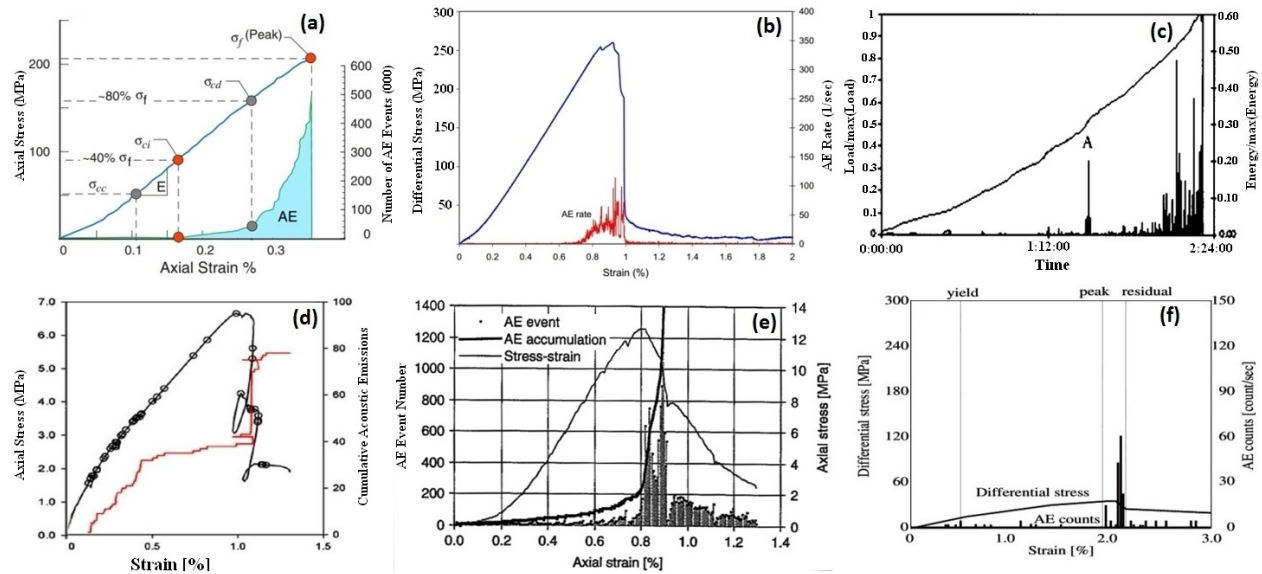 (a)
σf (Peak)
200
100
~80% σf
~40% σf
σcc
σci
σcd
E
AE
Axial Stress (MPa)
600
500
400
300
200
100
0
Number of AE Events (000)
0 0.1 0.2 0.3
Axial Strain %
(b)
300
250
200
150
100
50
Differential Stress (MPa)
400
350
300
250
200
150
100
50
0
AE Rate (1/sec)
AE rate
0 0.2 0.4 0.6 0.8 1 1.2 1.4 1.6 1.8 2
Strain (%)
(c)
1
0.9
0.8
0.7
0.6
0.5
0.4
0.3
0.2
0.1
0
Load/max(Load)
A
0.60
0.50
0.40
0.30
0.20
0.10
0.00
Energy/max(Energy)
0:00:00 1:12:00 2:24:00
Time
(d)
7.0
6.0
5.0
4.0
3.0
2.0
1.0
0.0
Axial Stress (MPa)
100
80
60
40
20
0
Cumulative Acoustic Emissions
0 0.5 1.0 1.5
Strain [%]
(e)
AE event
AE accumulation
Stress-strain
1400
1200
1000
800
600
400
200
0
AE Event Number
14
12
10
8
6
4
2
0
Axial stress [MPa]
0.0 0.2 0.4 0.6 0.8 1.0 1.2 1.4
Axial strain [%]
yield peak residual
(f)
300
240
180
120
60
0
Differential stress [MPa]
150
120
90
60
30
0
AE counts [count/sec]
Differential stress
AE counts
0 1.0 2.0 3.0
Strain [%]